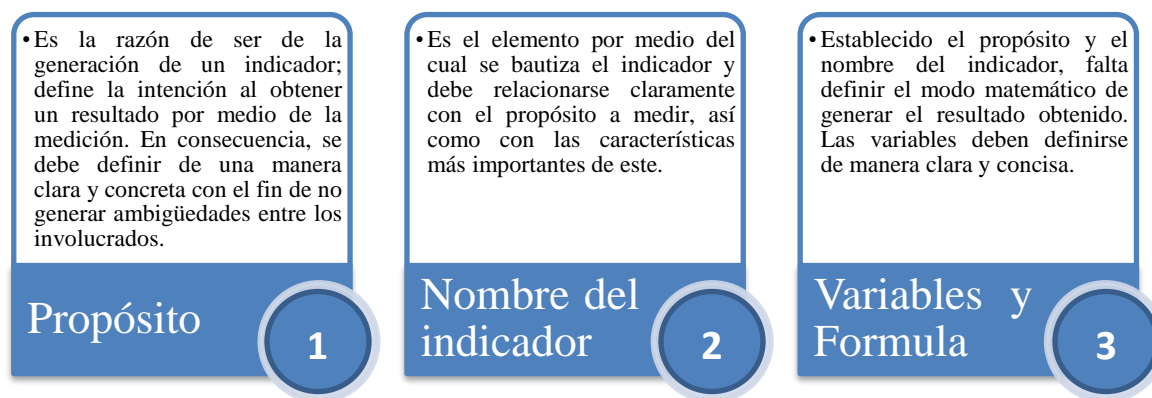 •Es la razón de ser de la
generación de un indicador;
define la intención al obtener
un resultado por medio de la
medición. En consecuencia, se
debe definir de una manera
clara y concreta con el fin de no
generar ambigüedades entre los
involucrados.
Propósito
1
•Es el elemento por medio del
cual se bautiza el indicador y
debe relacionarse claramente
con el propósito a medir, así
como con las características
más importantes de este.
Nombre del
indicador
2
•Establecido el propósito y el
nombre del indicador, falta
definir el modo matemático de
generar el resultado obtenido.
Las variables deben definirse
de manera clara y concisa.
Variables y
Formula
3